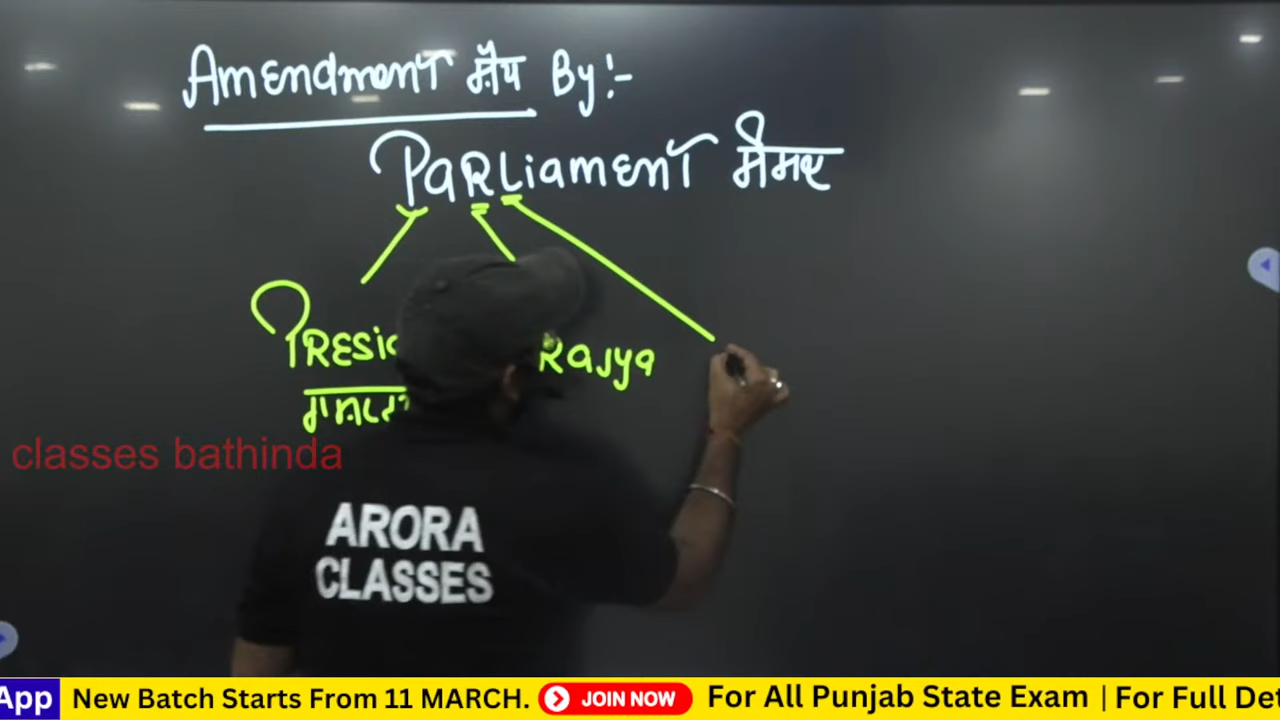 Amendment ਸੋਧ By:-
Parliament
Rajya
classes bathinda
ARORA
CLASSES
App New Batch Starts From 11 MARCH. JOIN NOW For All Punjab State Exam | For Full